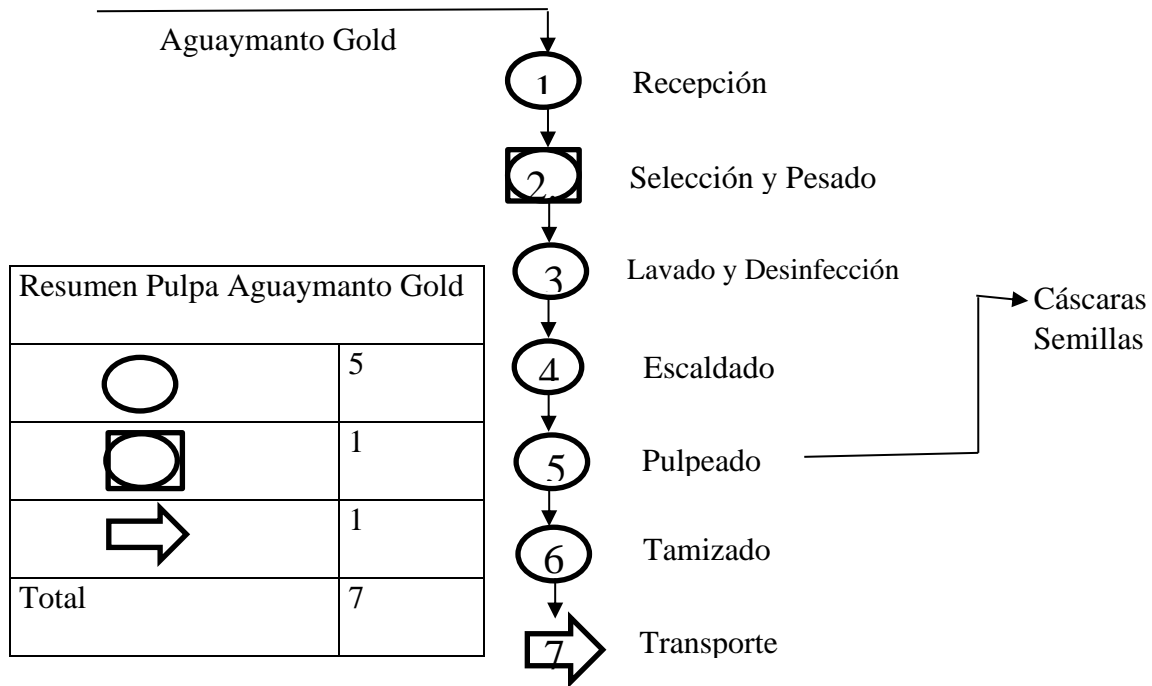 Aguaymanto Gold
1 Recepción
2. Selección y Pesado
3 Lavado y Desinfección
4 Escaldado
5 Pulpeado
Cáscaras
Semillas
6 Tamizado
7 Transporte
Resumen Pulpa Aguaymanto Gold
5
1
1
Total 7